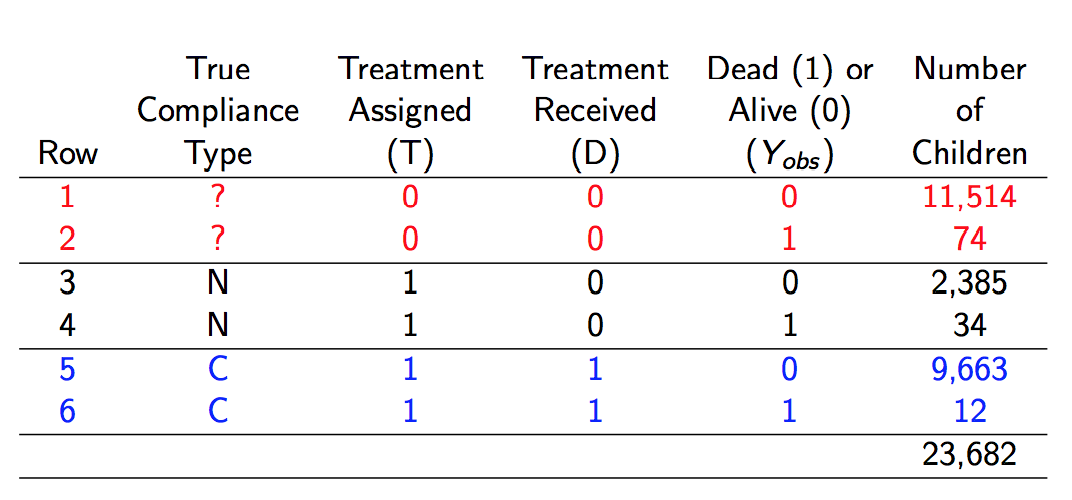 True Treatment Treatment Dead (1) or Number
Compliance Assigned Received Alive (0) of
Row Type (T) (D) (Yobs) Children
1 ? 0 0 0 11,514
2 ? 0 0 1 74
3 N 1 0 0 2,385
4 N 1 0 1 34
5 C 1 1 0 9,663
6 C 1 1 1 12
23,682